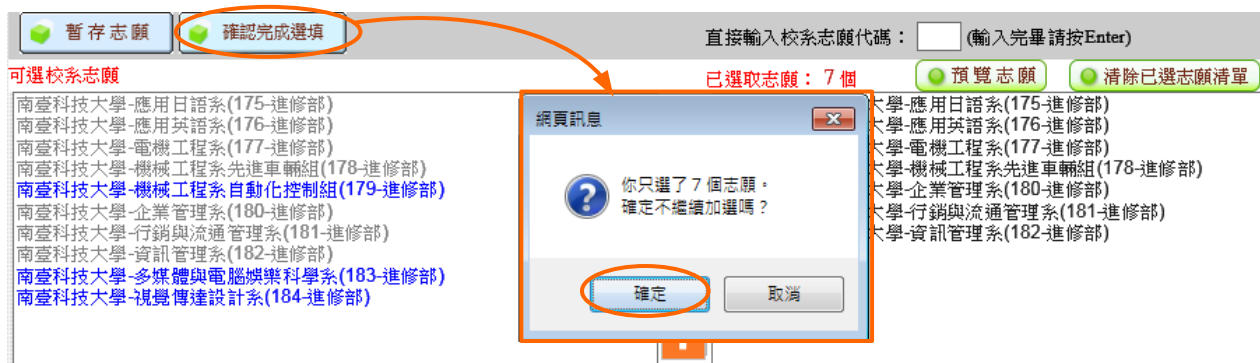 暫存志願
確認完成選填
直接輸入校系志願代碼：
(輸入完畢請按Enter)
可選校系志願
已選取志願： 7 個
預覽志願
清除已選志願清單
南臺科技大學-應用日語系(175-進修部)
南臺科技大學-應用英語系(176-進修部)
南臺科技大學-電機工程系(177-進修部)
南臺科技大學-機械工程系先進車輛組(178-進修部)
南臺科技大學-機械工程系自動化控制組(179-進修部)
南臺科技大學-企業管理系(180-進修部)
南臺科技大學-行銷與流通管理系(181-進修部)
南臺科技大學-資訊管理系(182-進修部)
南臺科技大學-多媒體與電腦娛樂科學系(183-進修部)
南臺科技大學-視覺傳達設計系(184-進修部)
網頁訊息
你只選了 7 個志願。
確定不繼續加選嗎？
確定
取消
大學-應用日語系(175-進修部)
大學-應用英語系(176-進修部)
大學-電機工程系(177-進修部)
大學-機械工程系先進車輛組(178-進修部)
大學-企業管理系(180-進修部)
大學-行銷與流通管理系(181-進修部)
大學-資訊管理系(182-進修部)